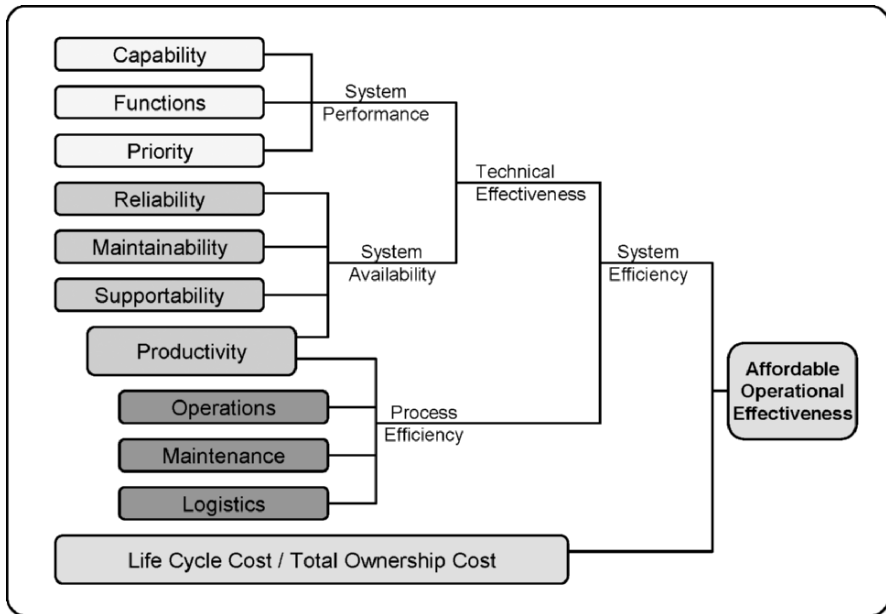 Capability
Functions
Priority
Reliability
Maintainability
Supportability
Productivity
Operations
Maintenance
Logistics
Life Cycle Cost / Total Ownership Cost
System
Performance
System
Availability
Process
Efficiency
Technical
Effectiveness
System
Efficiency
Affordable
Operational
Effectiveness